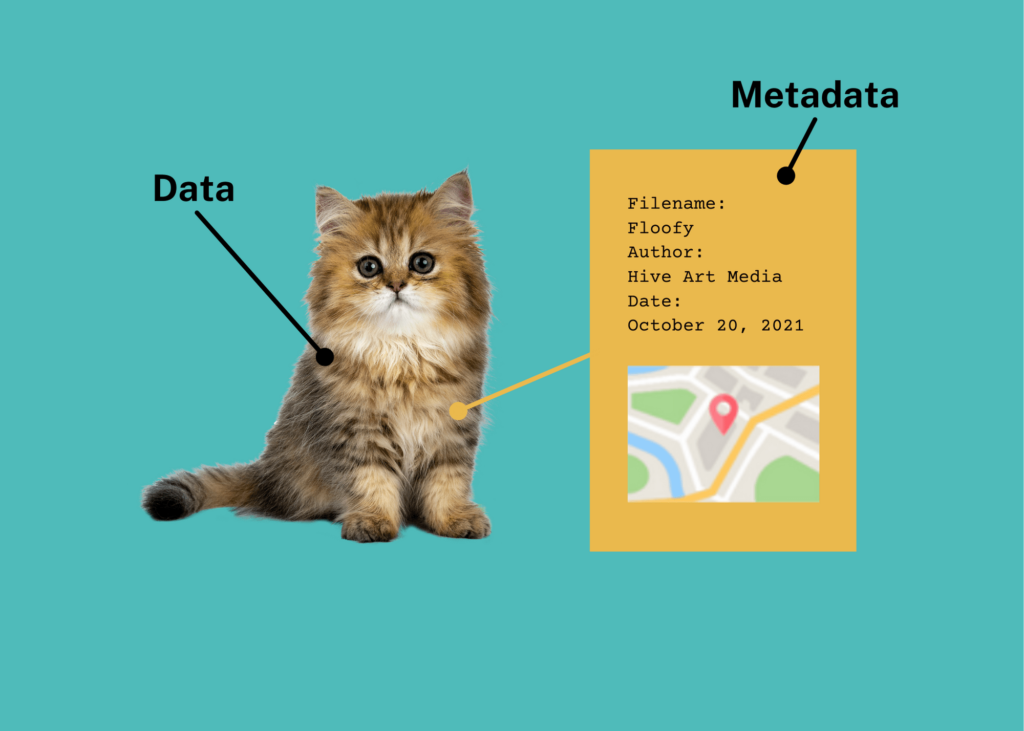 Metadata
Data
Filename:
Floofy
Author:
Hive Art Media
Date:
October 20, 2021